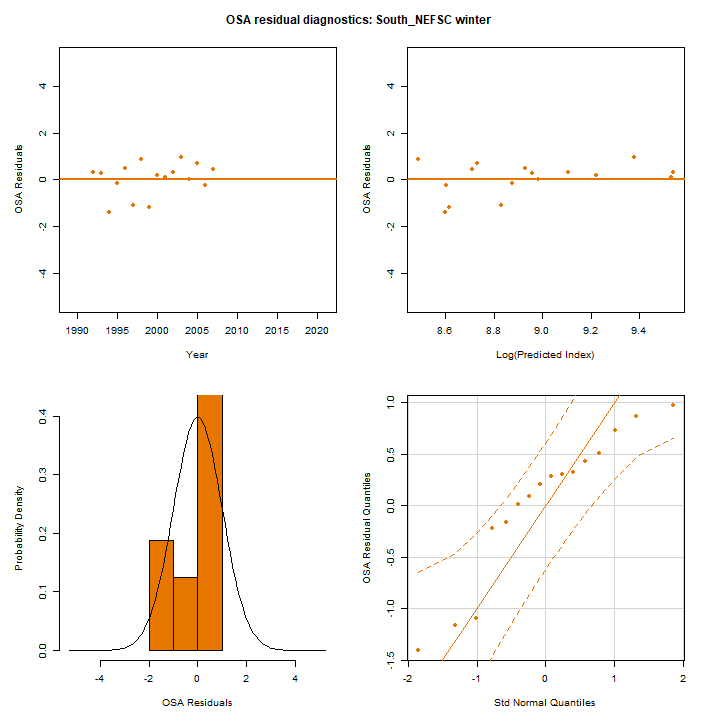 OSA residual diagnostics: South_NEFSC winter
OSA Residuals
4
2
0
-2
-4
1990 1995 2000 2005 2010 2015 2020
Year
OSA Residuals
4
2
0
-2
-4
8.6 8.8 9.0 9.2 9.4
Log(Predicted Index)
Probability Density
0.4
0.3
0.2
0.1
0.0
-4 -2 0 2 4
OSA Residuals
OSA Residual Quantiles
1.0
0.5
0.0
-0.5
-1.0
-1.5
-2 -1 0 1 2
Std Normal Quantiles